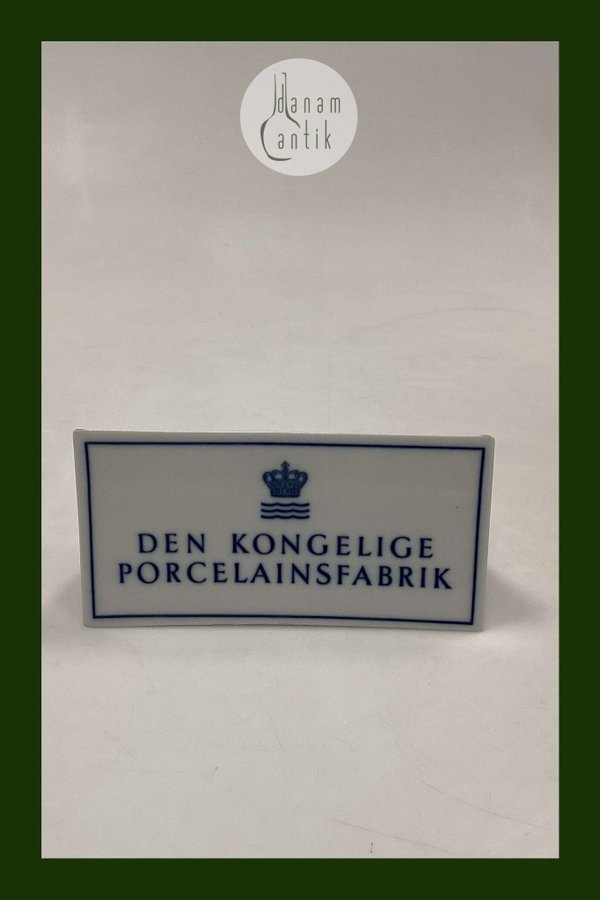 danam
antik
DEN KONGELIGE
PORCELAINSFABRIK